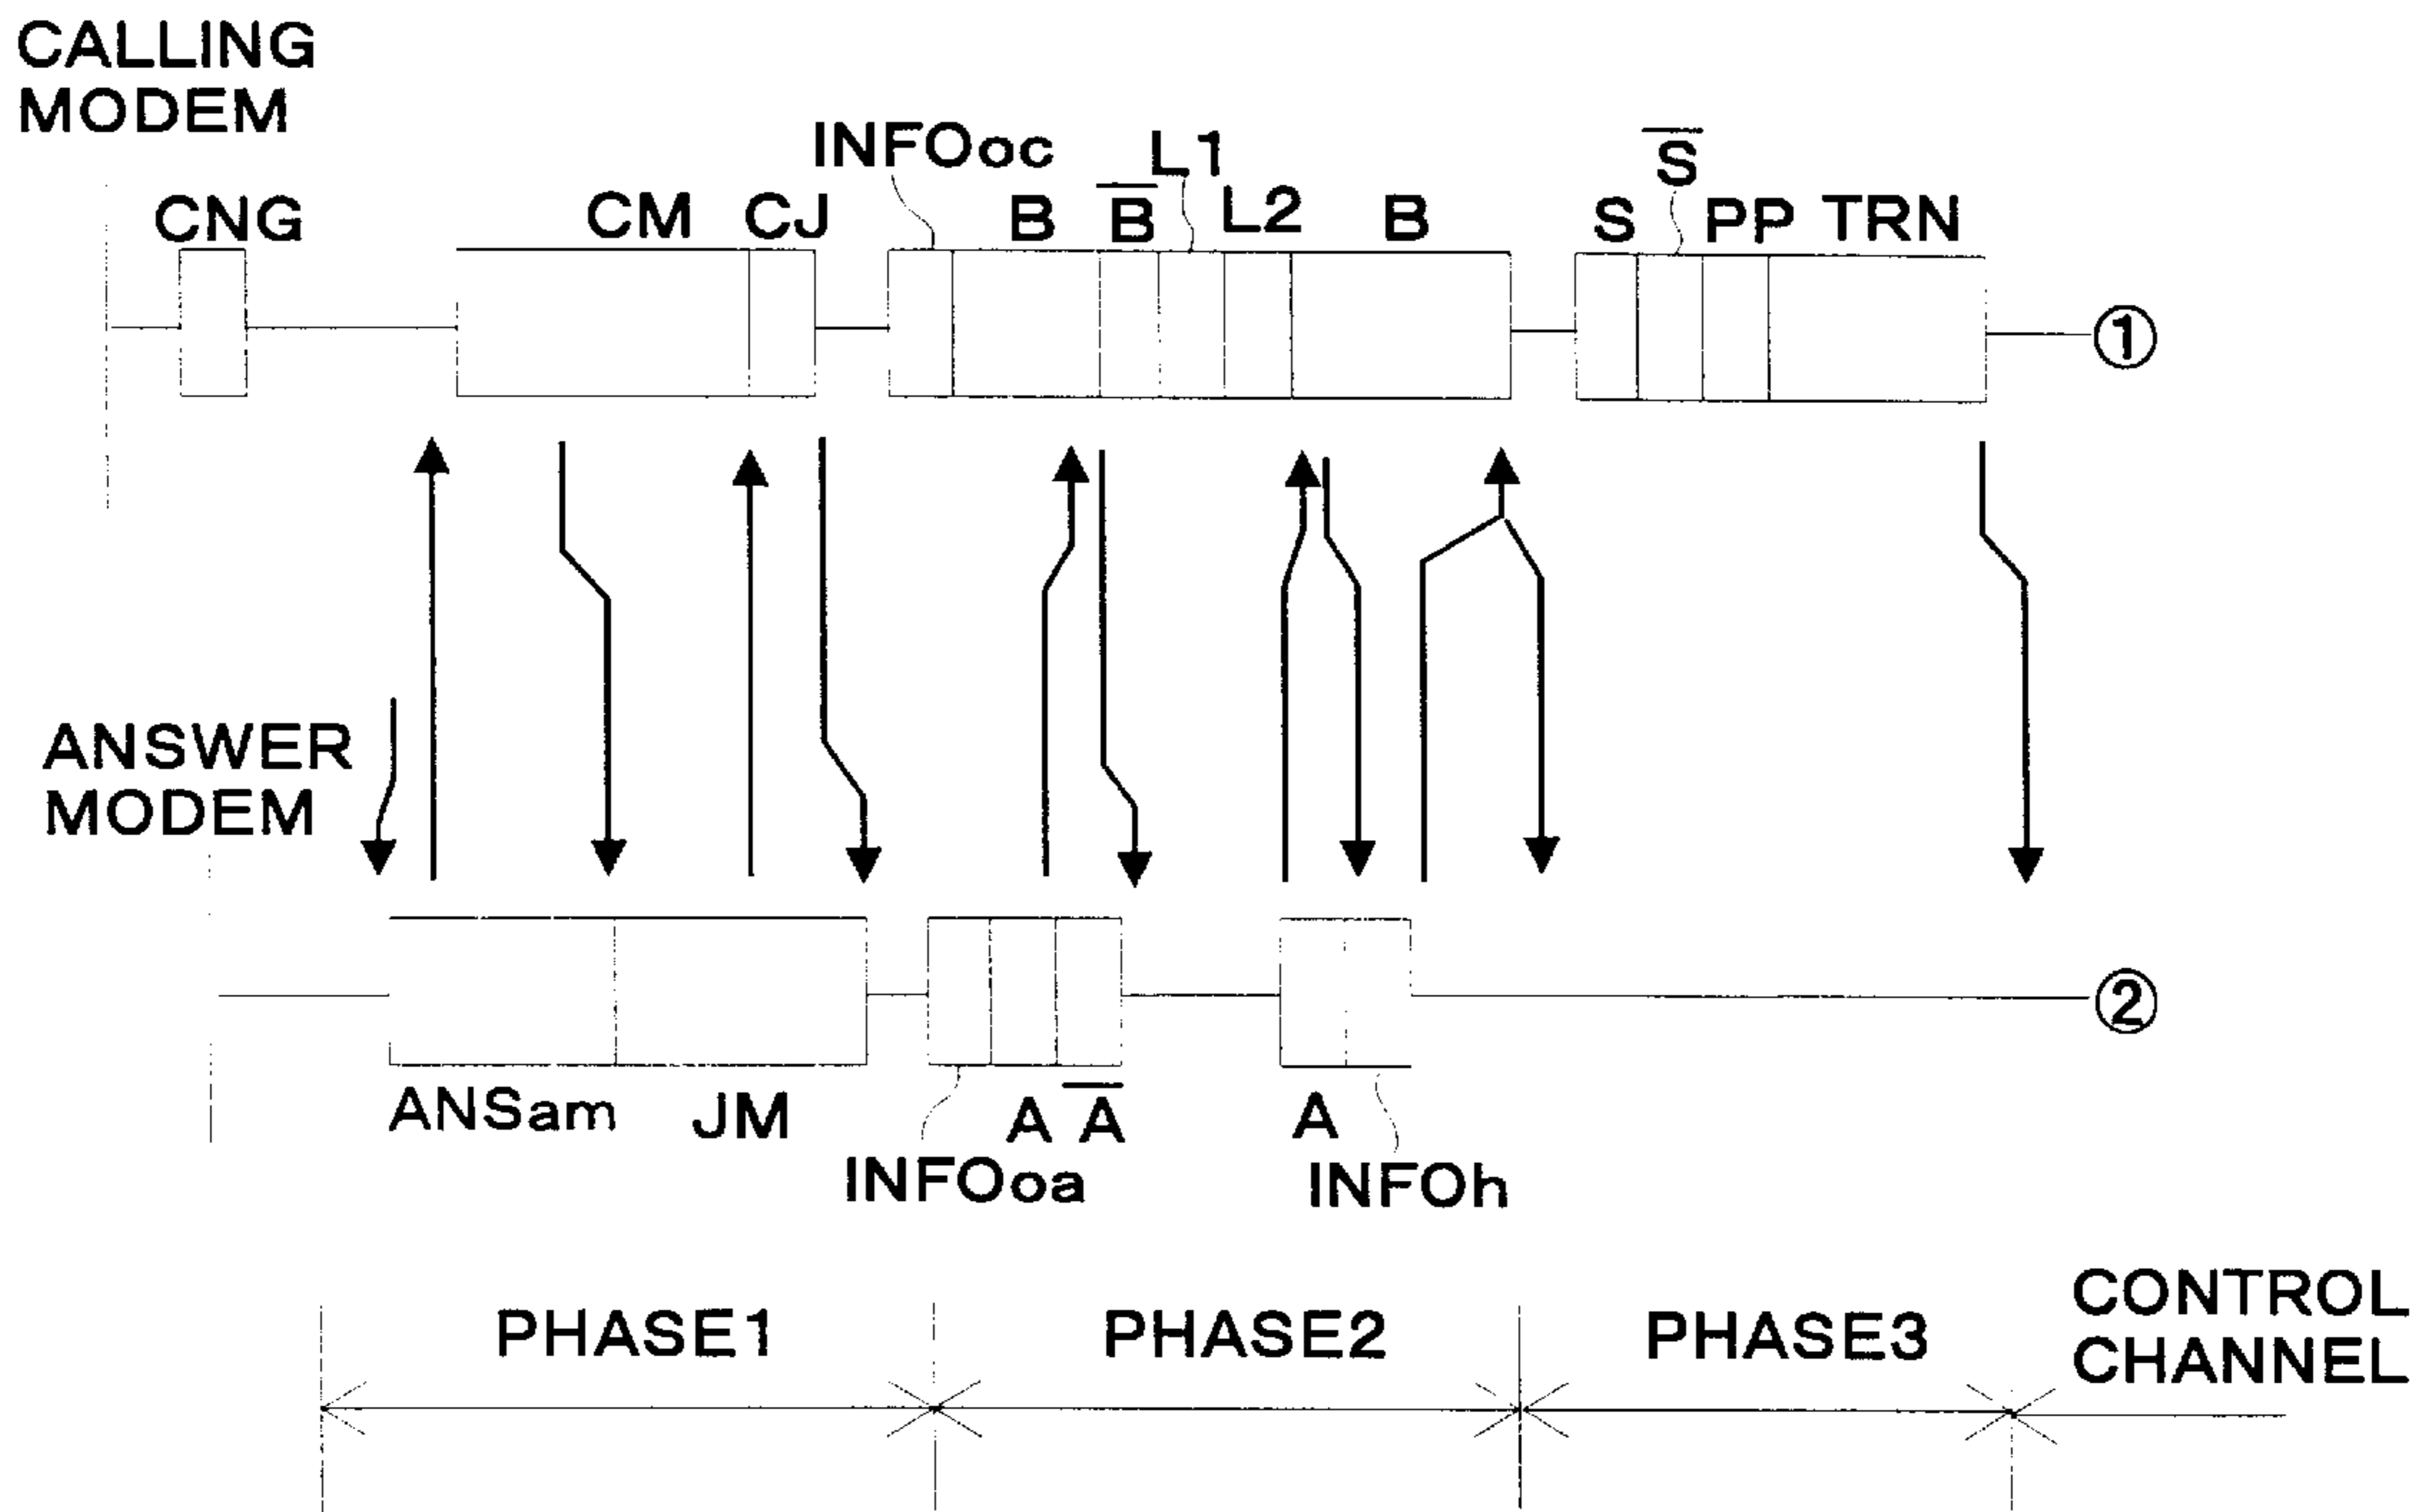 CALLING
MODEM
CNG
CM
CJ
INFOoc
B
B̅
L1
L2
B
S
S̅
PP
TRN
①
ANSWER
MODEM
②
ANSam
JM
INFOoa
A
A̅
A
INFOh
PHASE1
PHASE2
PHASE3
CONTROL
CHANNEL